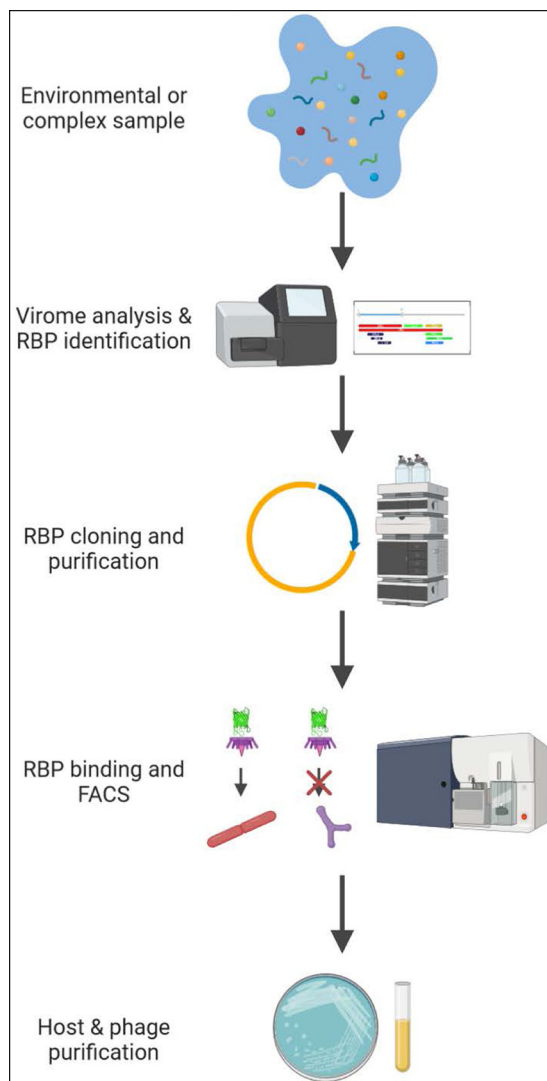 Environmental or
complex sample
Virome analysis &
RBP identification
RBP cloning and
purification
RBP binding and
FACS
Host & phage
purification